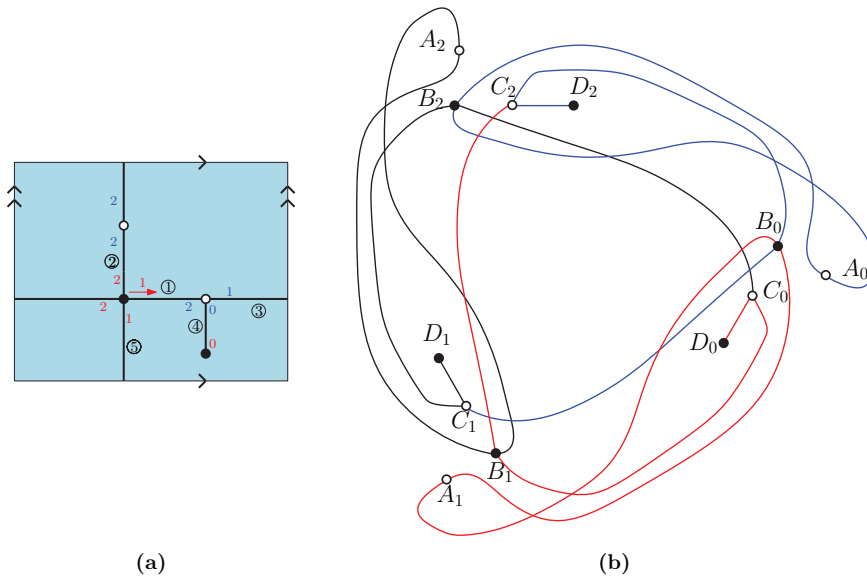 A₂
B₂
C₂
D₂
2
2
②
2
1
①
1
B₀
A₀
2
2
0
③
C₀
1
④
⑤
0
D₁
D₀
C₁
B₁
A₁
(a)
(b)